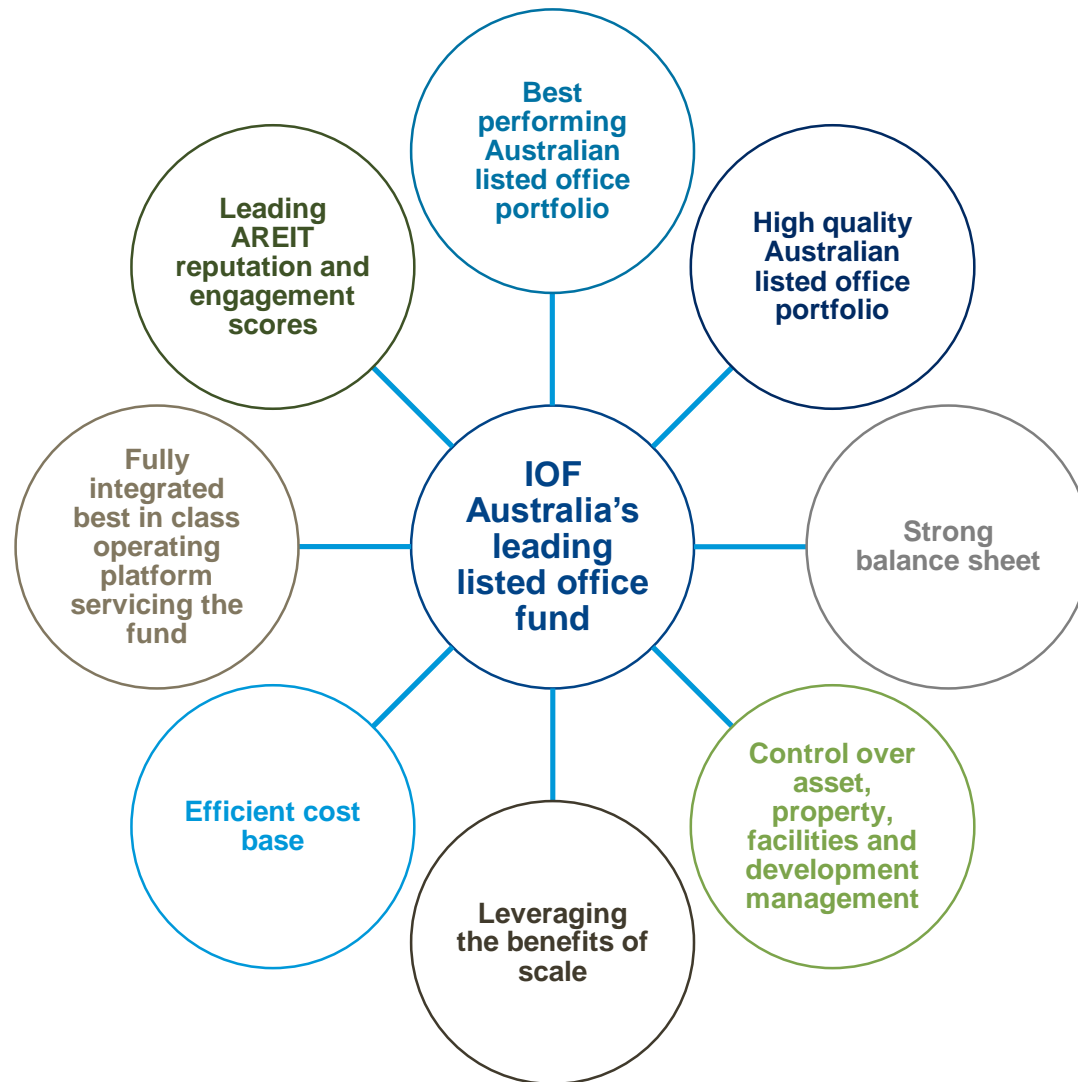 Best
performing
Australian
listed office
portfolio
High quality
Australian
listed office
portfolio
Strong
balance sheet
Control over
asset,
property,
facilities and
development
management
Leveraging
the benefits of
scale
Efficient cost
base
Fully
integrated
best in class
operating
platform
servicing the
fund
Leading
AREIT
reputation and
engagement
scores
IOF
Australia’s
leading
listed office
fund